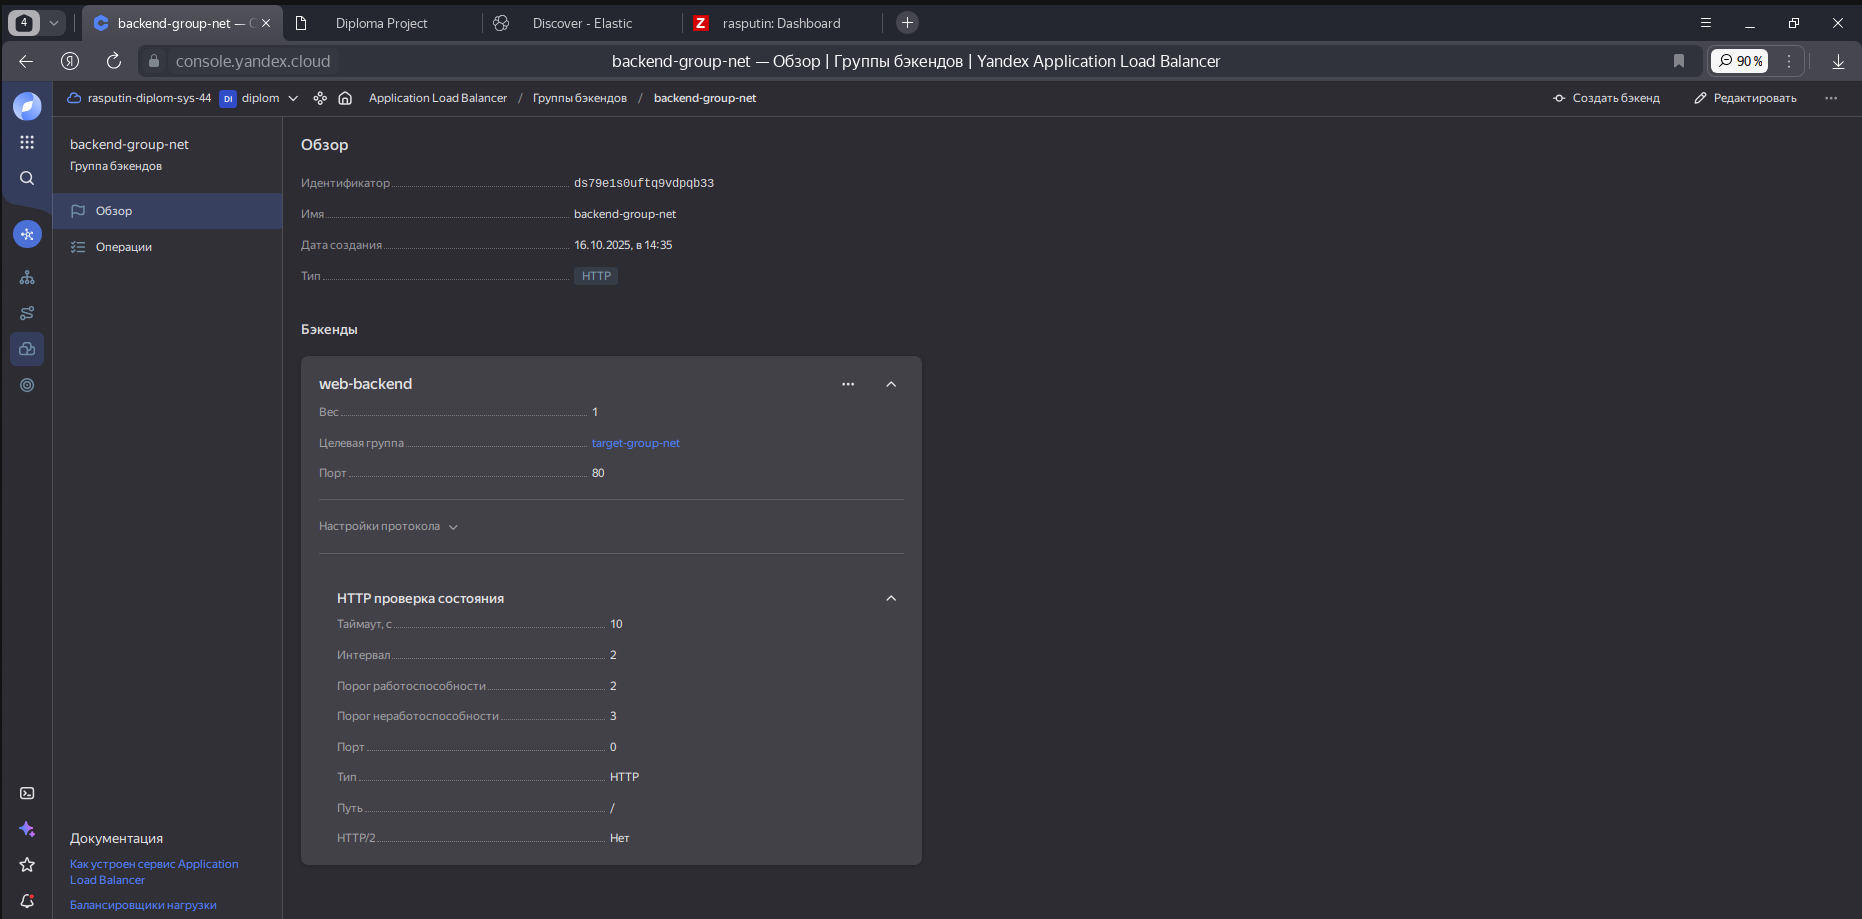 4
backend-group-net — О
Diploma Project
Discover - Elastic
Z
rasputin: Dashboard
Я
console.yandex.cloud
backend-group-net — Обзор | Группы бэкендов | Yandex Application Load Balancer
90 %
rasputin-diplom-sys-44
DI
diplom
Application Load Balancer / Группы бэкендов / backend-group-net
Создать бэкенд
Редактировать
backend-group-net
Группа бэкендов
Обзор
Операции
Документация
Как устроен сервис Application
Load Balancer
Балансировщики нагрузки
Обзор
Идентификатор ds79e1s0uftq9vdpqb33
Имя backend-group-net
Дата создания 16.10.2025, в 14:35
Тип HTTP
Бэкенды
web-backend
Вес 1
Целевая группа target-group-net
Порт 80
Настройки протокола
HTTP проверка состояния
Таймаут, с 10
Интервал 2
Порог работоспособности 2
Порог неработоспособности 3
Порт 0
Тип HTTP
Путь /
HTTP/2 Нет